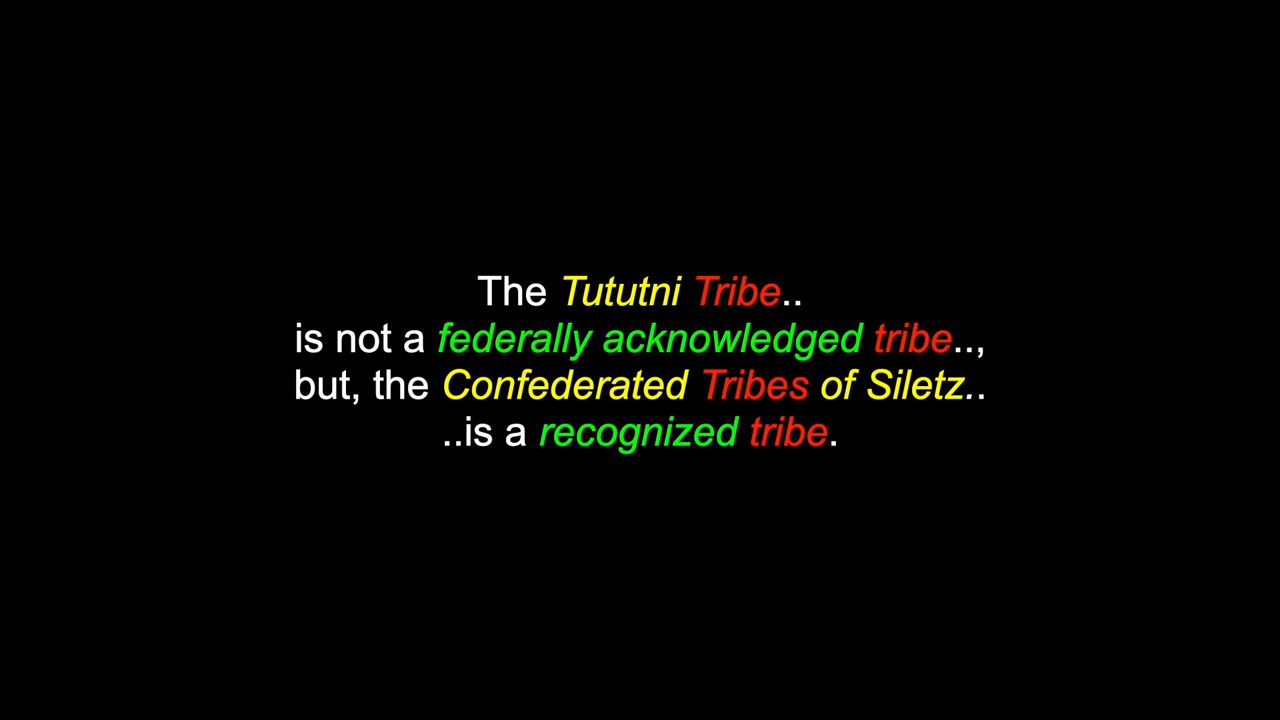 The Tututni Tribe..
is not a federally acknowledged tribe..,
but, the Confederated Tribes of Siletz..
..is a recognized tribe.